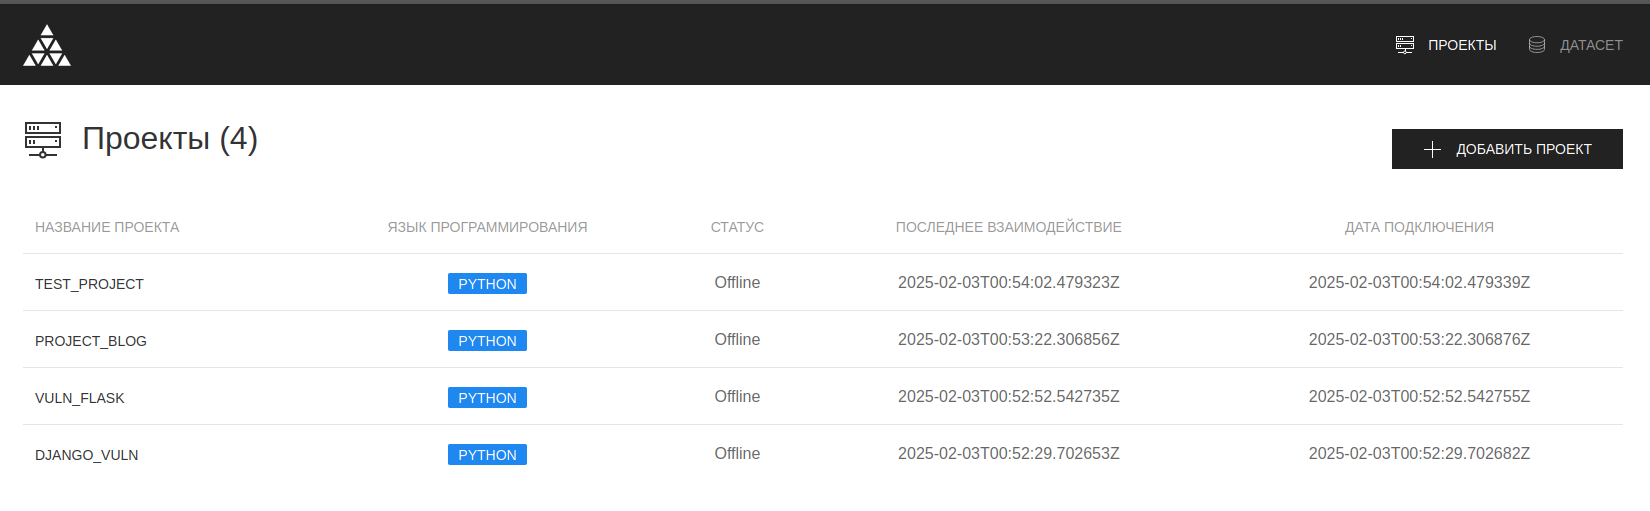 ПРОЕКТЫ ДАТАСЕТ
Проекты (4)
ДОБАВИТЬ ПРОЕКТ
НАЗВАНИЕ ПРОЕКТА ЯЗЫК ПРОГРАММИРОВАНИЯ СТАТУС ПОСЛЕДНЕЕ ВЗАИМОДЕЙСТВИЕ ДАТА ПОДКЛЮЧЕНИЯ
TEST_PROJECT PYTHON Offline 2025-02-03T00:54:02.479323Z 2025-02-03T00:54:02.479339Z
PROJECT_BLOG PYTHON Offline 2025-02-03T00:53:22.306856Z 2025-02-03T00:53:22.306876Z
VULN_FLASK PYTHON Offline 2025-02-03T00:52:52.542735Z 2025-02-03T00:52:52.542755Z
DJANGO_VULN PYTHON Offline 2025-02-03T00:52:29.702653Z 2025-02-03T00:52:29.702682Z